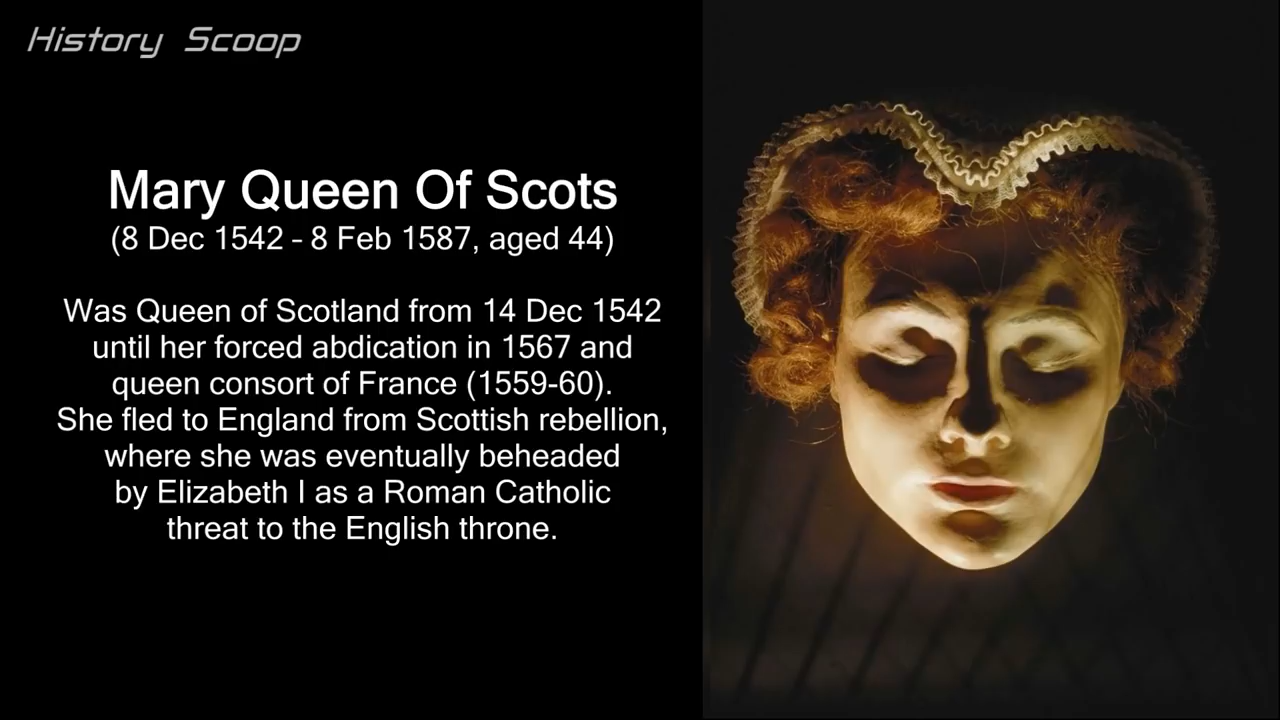 History Scoop
Mary Queen Of Scots
(8 Dec 1542 - 8 Feb 1587, aged 44)
Was Queen of Scotland from 14 Dec 1542
until her forced abdication in 1567 and
queen consort of France (1559-60).
She fled to England from Scottish rebellion,
where she was eventually beheaded
by Elizabeth I as a Roman Catholic
threat to the English throne.